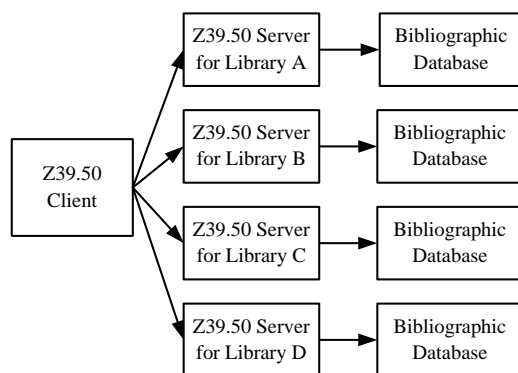 Z39.50 Server
for Library A
Bibliographic
Database
Z39.50 Server
for Library B
Bibliographic
Database
Z39.50
Client
Z39.50 Server
for Library C
Bibliographic
Database
Z39.50 Server
for Library D
Bibliographic
Database